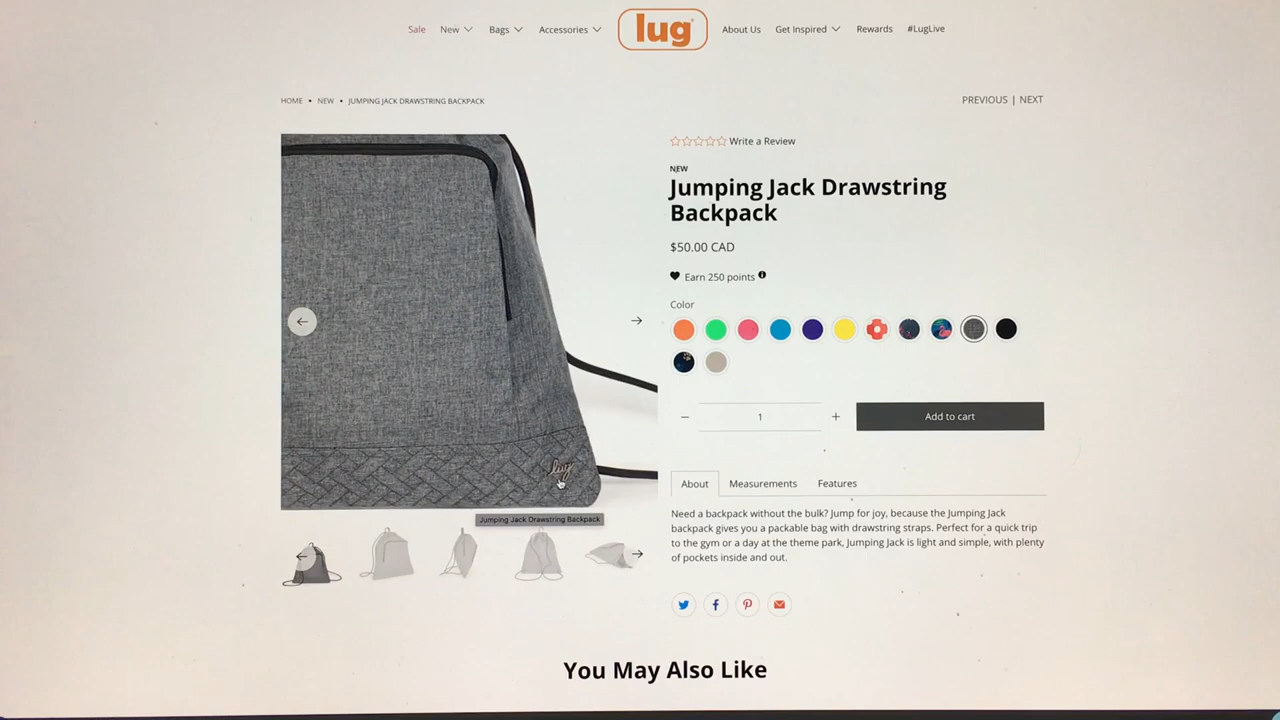 Sale New Bags Accessories lug About Us Get Inspired Rewards #LugLive
HOME • NEW • JUMPING JACK DRAWSTRING BACKPACK
PREVIOUS | NEXT
Write a Review
NEW
Jumping Jack Drawstring
Backpack
$50.00 CAD
Earn 250 points
Color
lug
Jumping Jack Drawstring Backpack
− 1 + Add to cart
About Measurements Features
Need a backpack without the bulk? Jump for joy, because the Jumping Jack
backpack gives you a packable bag with drawstring straps. Perfect for a quick trip
to the gym or a day at the theme park, Jumping Jack is light and simple, with plenty
of pockets inside and out.
You May Also Like